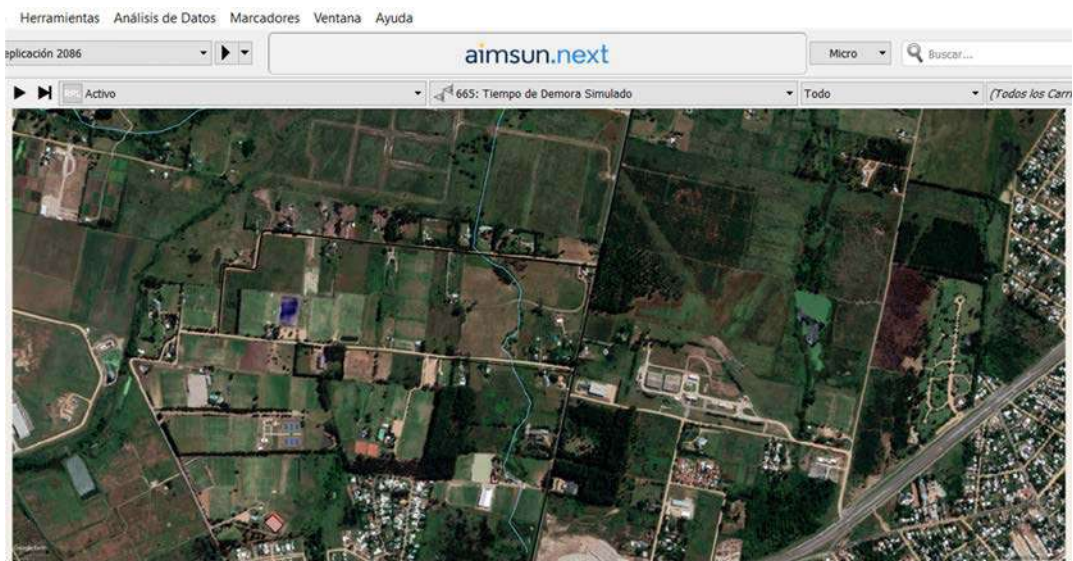 Herramientas Análisis de Datos Marcadores Ventana Ayuda
eplicación 2086 aimsun.next Micro Buscar...
Activo 665: Tiempo de Demora Simulado Todo (Todos los Carri